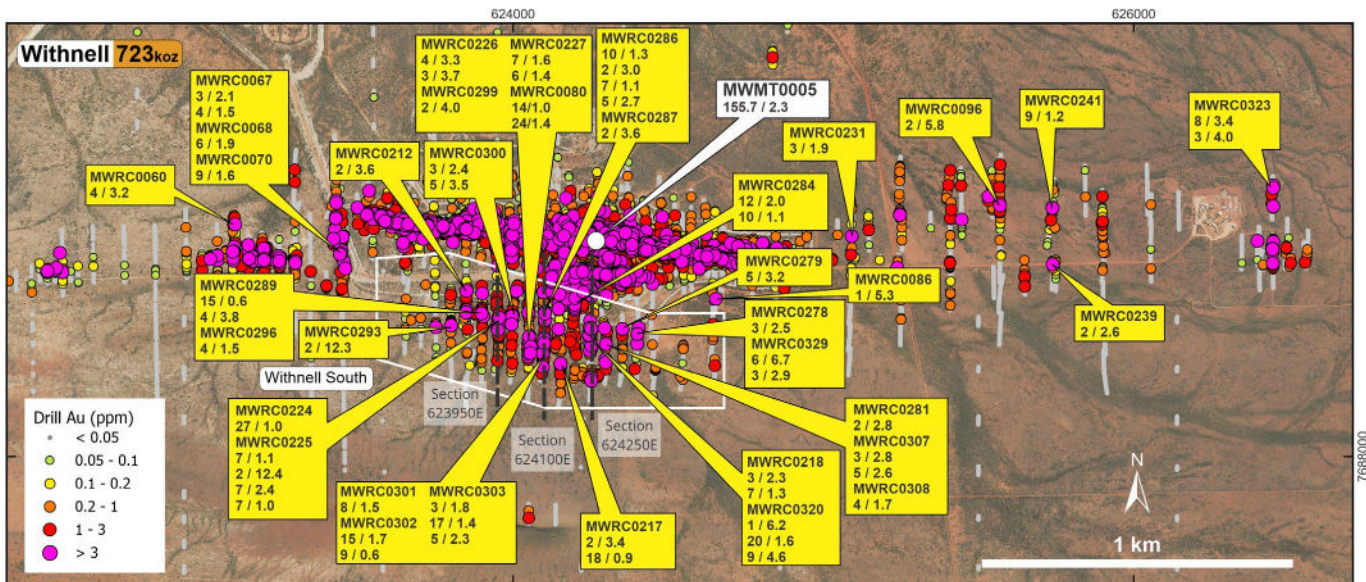 624000
626000
Withnell 723koz
MWRC0067
3 / 2.1
4 / 1.5
MWRC0068
6 / 1.9
MWRC0070
9 / 1.6
MWRC0226
4 / 3.3
3 / 3.7
MWRC0299
2 / 4.0
MWRC0227
7 / 1.6
6 / 1.4
MWRC0080
14/1.0
24/1.4
MWRC0286
10 / 1.3
2 / 3.0
7 / 1.1
5 / 2.7
MWRC0287
2 / 3.6
MWMT0005
155.7 / 2.3
MWRC0231
3 / 1.9
MWRC0096
2 / 5.8
MWRC0241
9 / 1.2
MWRC0323
8 / 3.4
3 / 4.0
MWRC0060
4 / 3.2
MWRC0212
2 / 3.6
MWRC0300
3 / 2.4
5 / 3.5
MWRC0284
12 / 2.0
10 / 1.1
MWRC0279
5 / 3.2
MWRC0086
1 / 5.3
MWRC0289
15 / 0.6
4 / 3.8
MWRC0296
4 / 1.5
MWRC0293
2 / 12.3
MWRC0278
3 / 2.5
MWRC0329
6 / 6.7
3 / 2.9
MWRC0239
2 / 2.6
Withnell South
Section
623950E
Section
624100E
Section
624250E
MWRC0224
27 / 1.0
MWRC0225
7 / 1.1
2 / 12.4
7 / 2.4
7 / 1.0
MWRC0301
8 / 1.5
MWRC0302
15 / 1.7
9 / 0.6
MWRC0303
3 / 1.8
17 / 1.4
5 / 2.3
MWRC0217
2 / 3.4
18 / 0.9
MWRC0218
3 / 2.3
7 / 1.3
MWRC0320
1 / 6.2
20 / 1.6
9 / 4.6
MWRC0281
2 / 2.8
MWRC0307
3 / 2.8
5 / 2.6
MWRC0308
4 / 1.7
7688000
N
1 km
Drill Au (ppm)
< 0.05
0.05 - 0.1
0.1 - 0.2
0.2 - 1
1 - 3
> 3